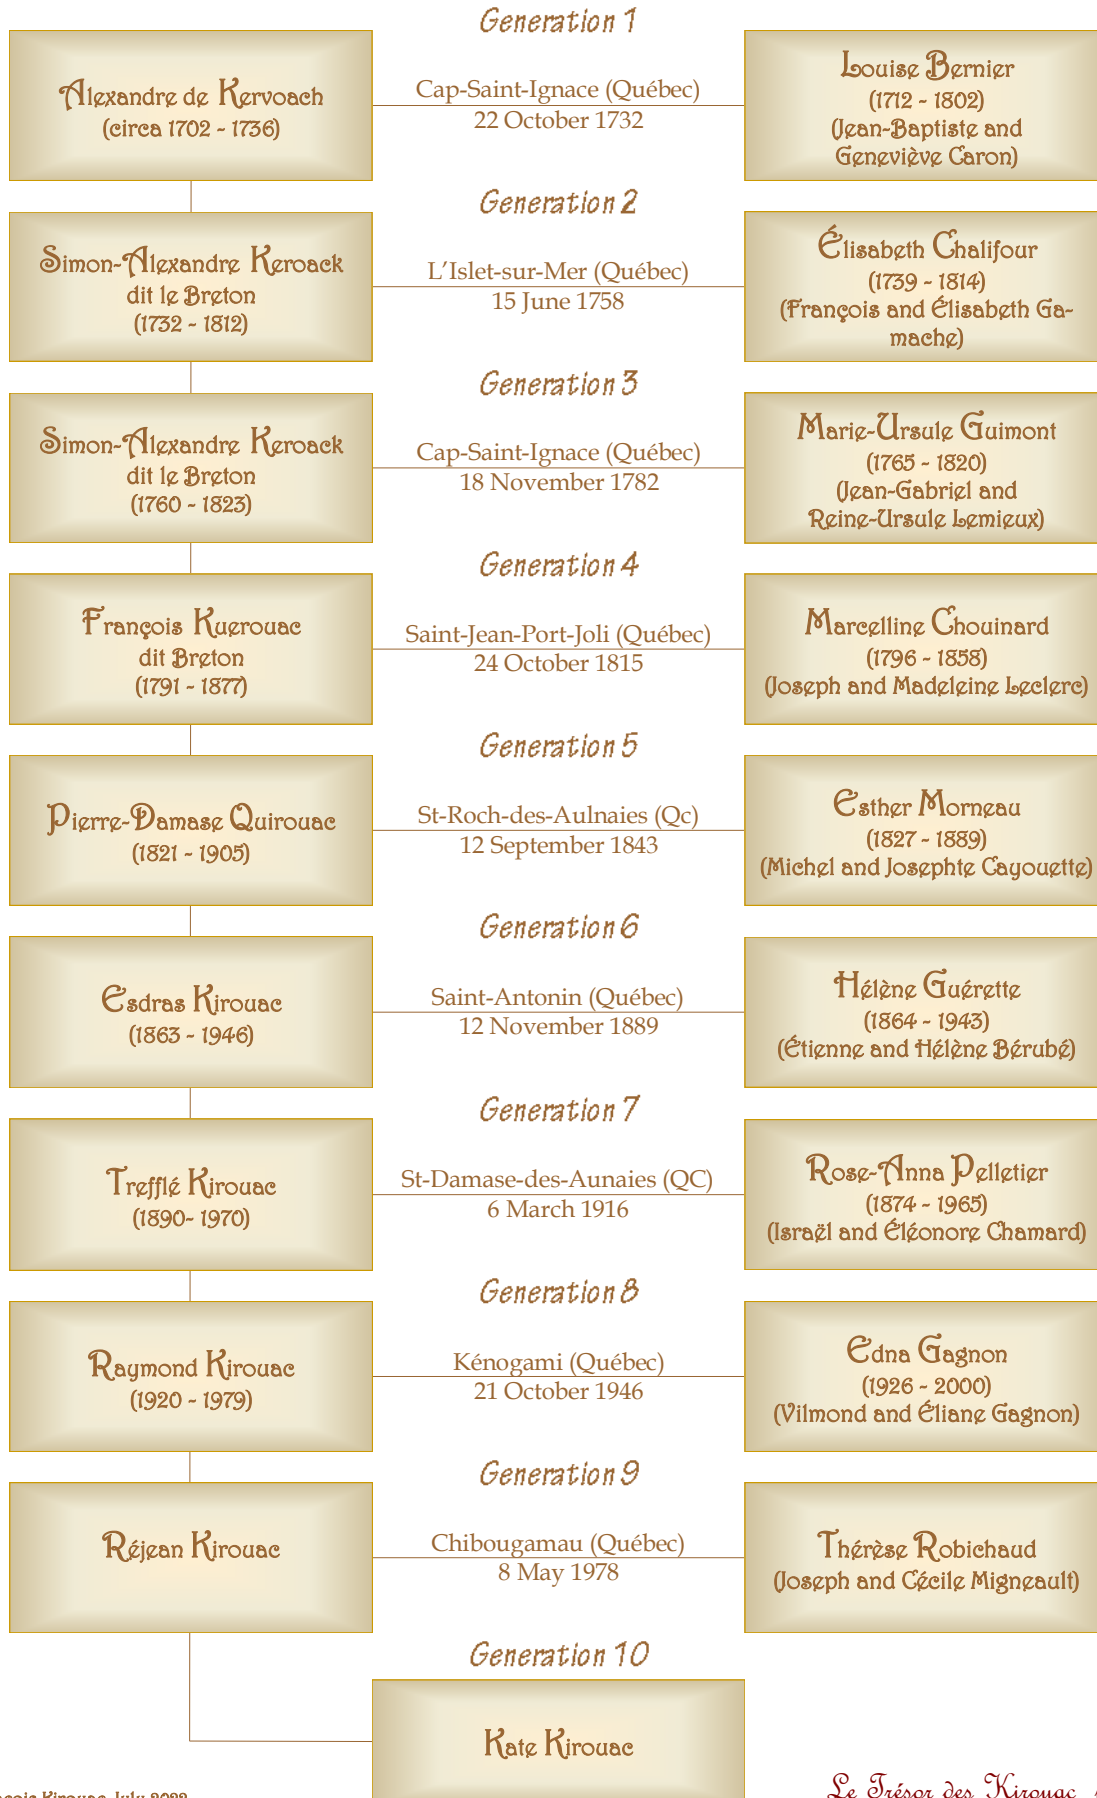 Generation 1
Alexandre de Kervoach
(circa 1702 - 1736)
Cap-Saint-Ignace (Québec)
22 October 1732
Louise Bernier
(1712 - 1802)
(Jean-Baptiste and
Geneviève Caron)
Generation 2
Simon-Alexandre Keroack
dit le Breton
(1732 - 1812)
L'Islet-sur-Mer (Québec)
15 June 1758
Élisabeth Chalifour
(1739 - 1814)
(François and Élisabeth Ga-
mache)
Generation 3
Simon-Alexandre Keroack
dit le Breton
(1760 - 1823)
Cap-Saint-Ignace (Québec)
18 November 1782
Marie-Ursule Guimont
(1765 - 1820)
(Jean-Gabriel and
Reine-Ursule Lemieux)
Generation 4
François Kuerouac
dit Breton
(1791 - 1877)
Saint-Jean-Port-Joli (Québec)
24 October 1815
Marcelline Chouinard
(1796 - 1858)
(Joseph and Madeleine Leclerc)
Generation 5
Pierre-Damase Quirouac
(1821 - 1905)
St-Roch-des-Aulnaies (Qc)
12 September 1843
Esther Morneau
(1827 - 1889)
(Michel and Josephte Cayouette)
Generation 6
Esdras Kirouac
(1863 - 1946)
Saint-Antonin (Québec)
12 November 1889
Hélène Guérette
(1864 - 1943)
(Étienne and Hélène Bérubé)
Generation 7
Trefflé Kirouac
(1890- 1970)
St-Damase-des-Aunaies (QC)
6 March 1916
Rose-Anna Pelletier
(1874 - 1965)
(Israël and Éléonore Chamard)
Generation 8
Raymond Kirouac
(1920 - 1979)
Kénogami (Québec)
21 October 1946
Edna Gagnon
(1926 - 2000)
(Vilmond and Éliane Gagnon)
Generation 9
Réjean Kirouac
Chibougamau (Québec)
8 May 1978
Thérèse Robichaud
(Joseph and Cécile Migneault)
Generation 10
Kate Kirouac
Kirouac July 2022
Le Trésor des Kirouac